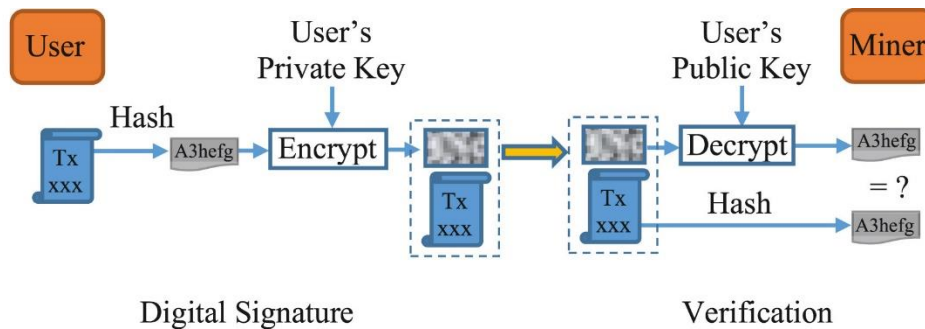 User
User's
Private Key
User's
Public Key
Miner
Hash
Tx
xxx
A3hefg
Encrypt
Tx
xxx
Tx
xxx
Decrypt
A3hefg
= ?
Hash
A3hefg
Digital Signature
Verification